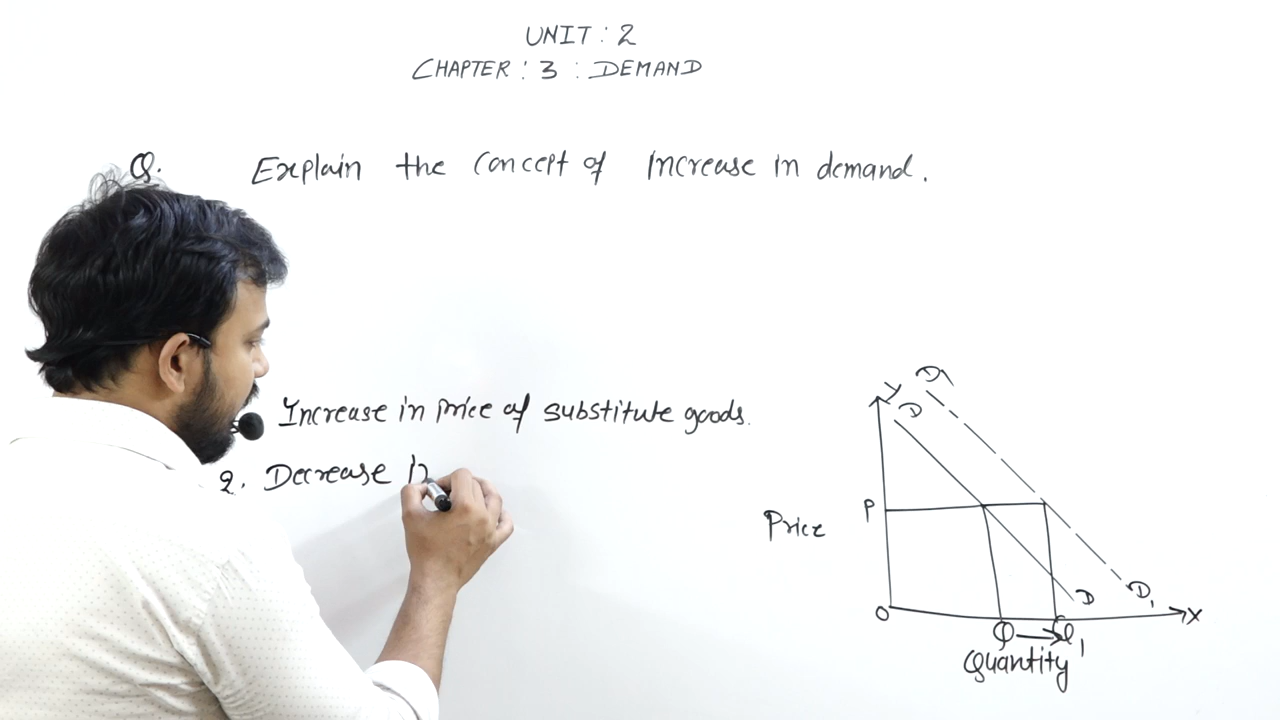 UNIT : 2
CHAPTER : 3 : DEMAND
Q. Explain the concept of increase in demand.
Increase in price of substitute goods.
2. Decrease in
D1
Y
D
P
Price
O
D
D1
X
Q Q1
Quantity